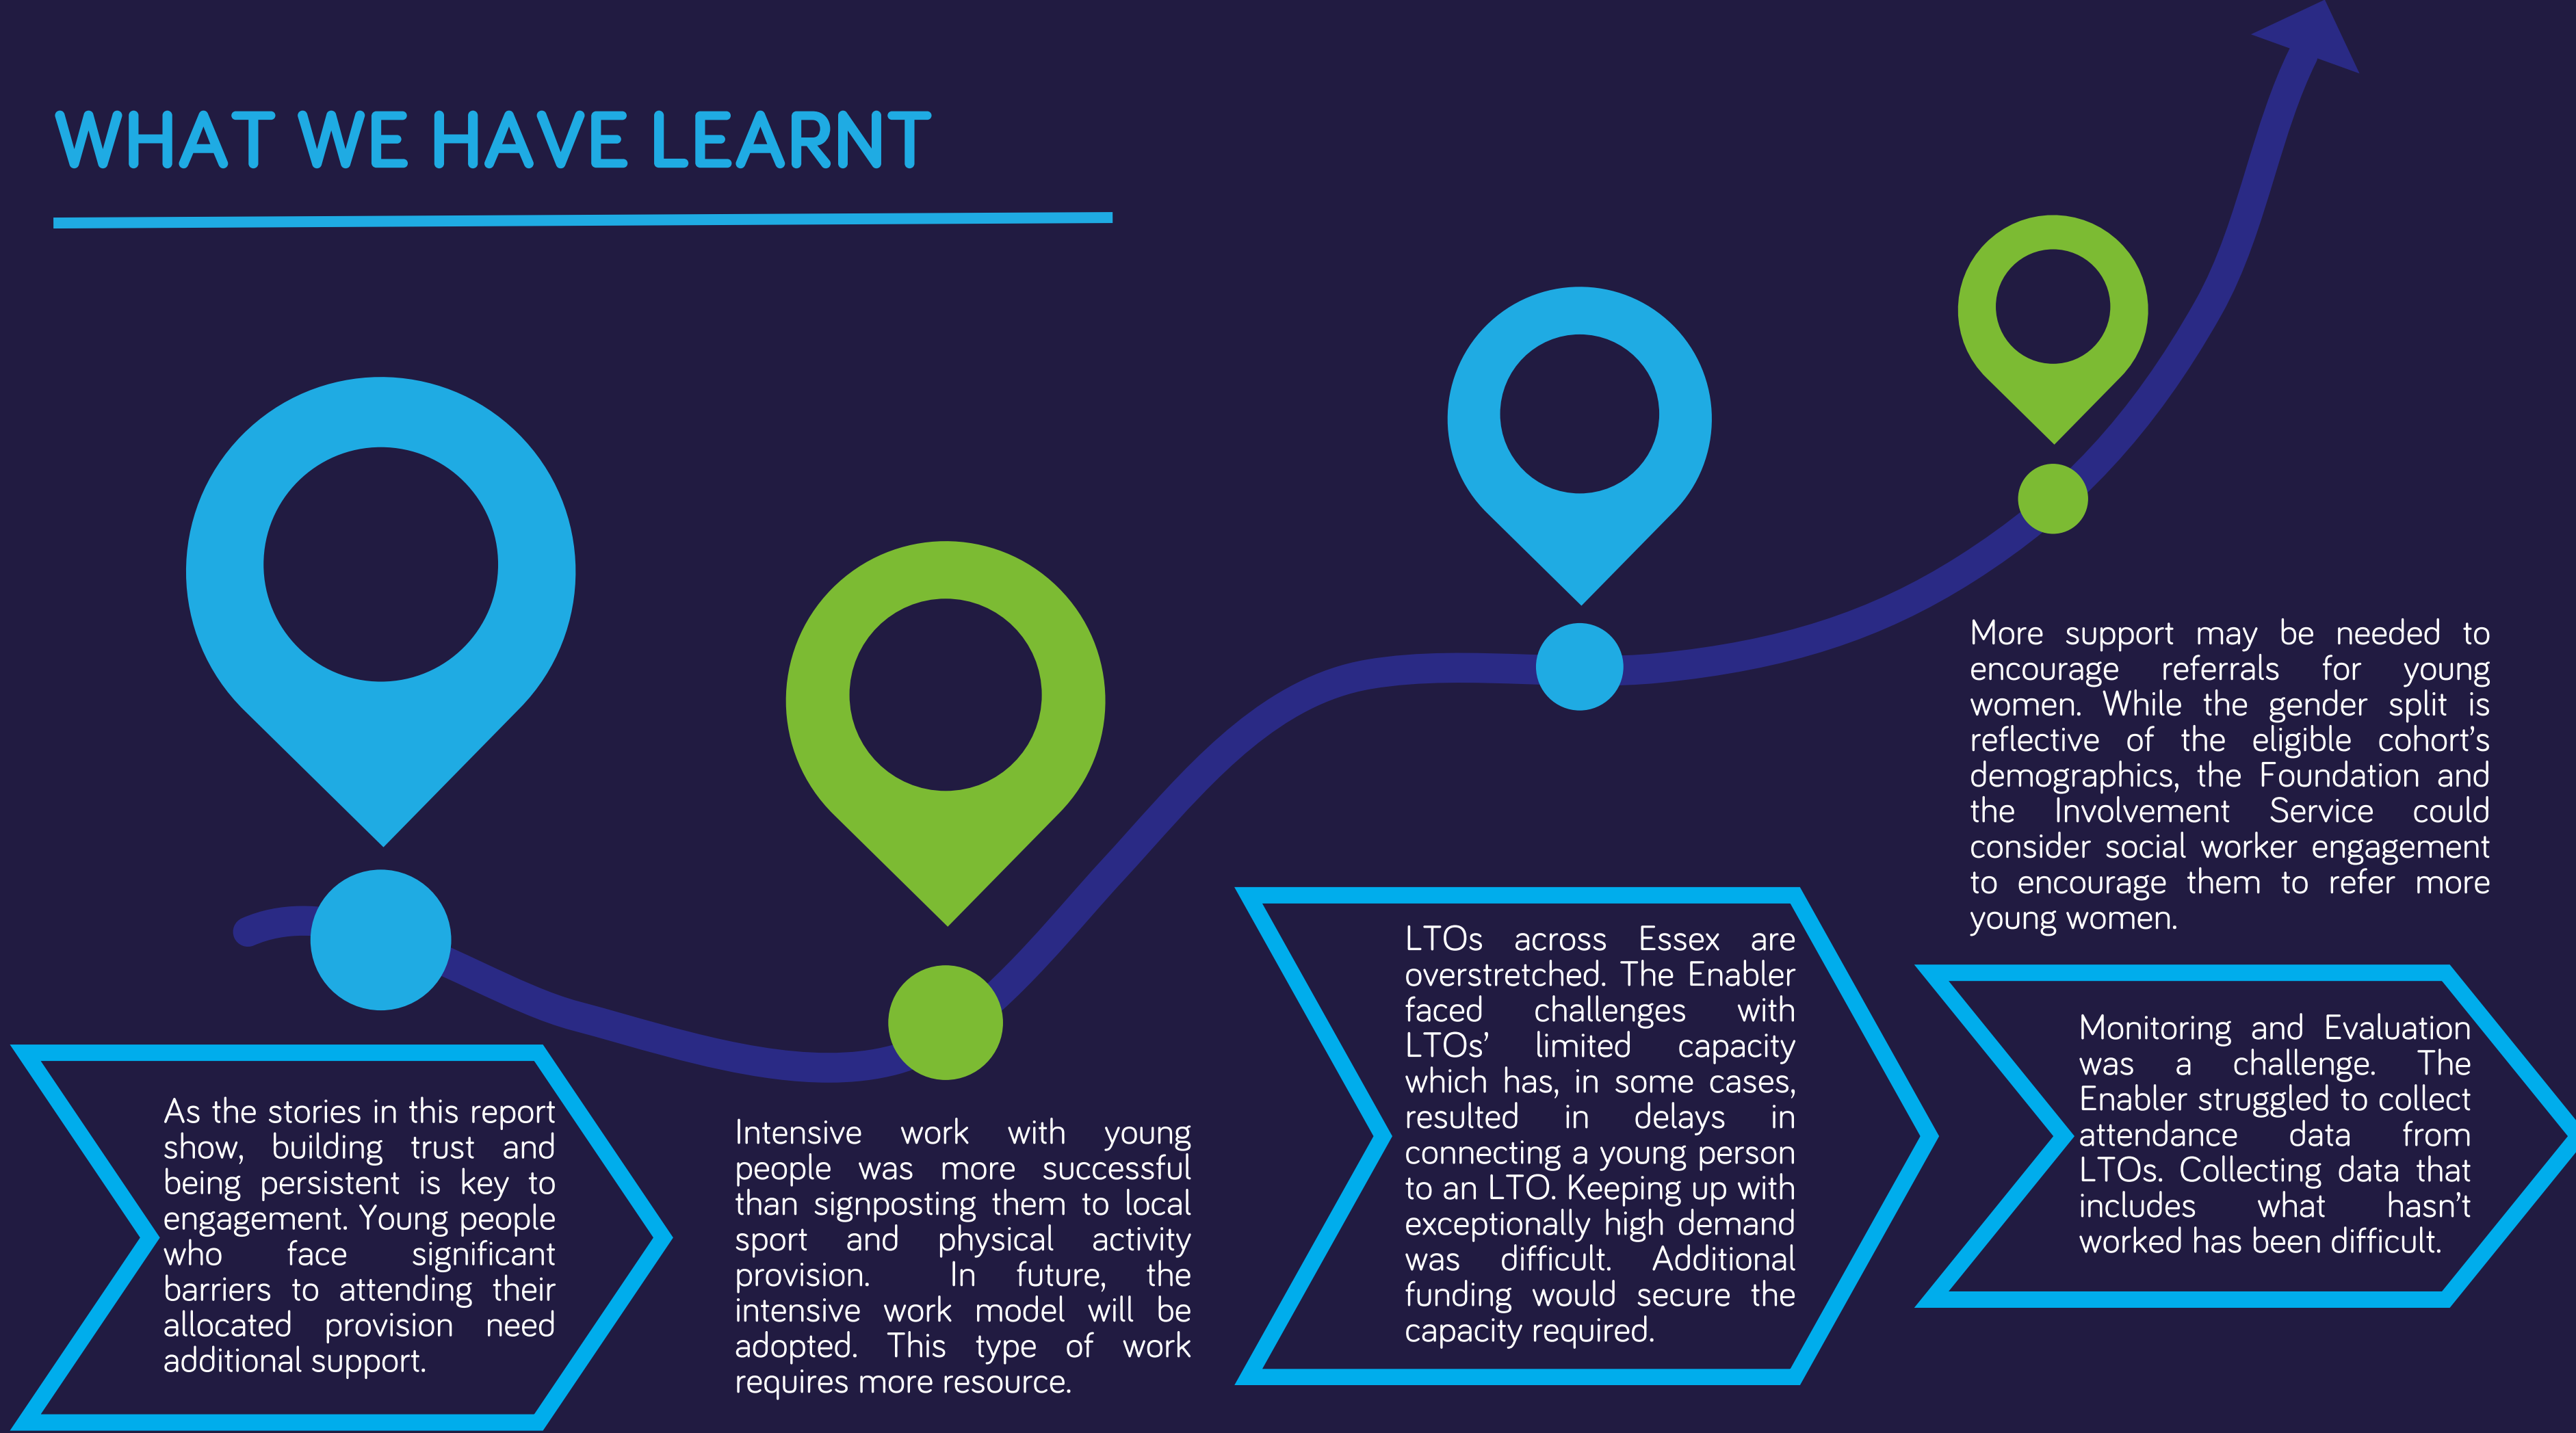 WHAT WE HAVE LEARNT
As the stories in this report
show, building trust and
being persistent is key to
engagement. Young people
who face significant
barriers to attending their
allocated provision need
additional support.
Intensive work with young
people was more successful
than signposting them to local
sport and physical activity
provision. In future, the
intensive work model will be
adopted. This type of work
requires more resource.
LTOs across Essex are
overstretched. The Enabler
faced challenges with
LTOs’ limited capacity
which has, in some cases,
resulted in delays in
connecting a young person
to an LTO. Keeping up with
exceptionally high demand
was difficult. Additional
funding would secure the
capacity required.
More support may be needed to
encourage referrals for young
women. While the gender split is
reflective of the eligible cohort’s
demographics, the Foundation and
the Involvement Service could
consider social worker engagement
to encourage them to refer more
young women.
Monitoring and Evaluation
was a challenge. The
Enabler struggled to collect
attendance data from
LTOs. Collecting data that
includes what hasn’t
worked has been difficult.